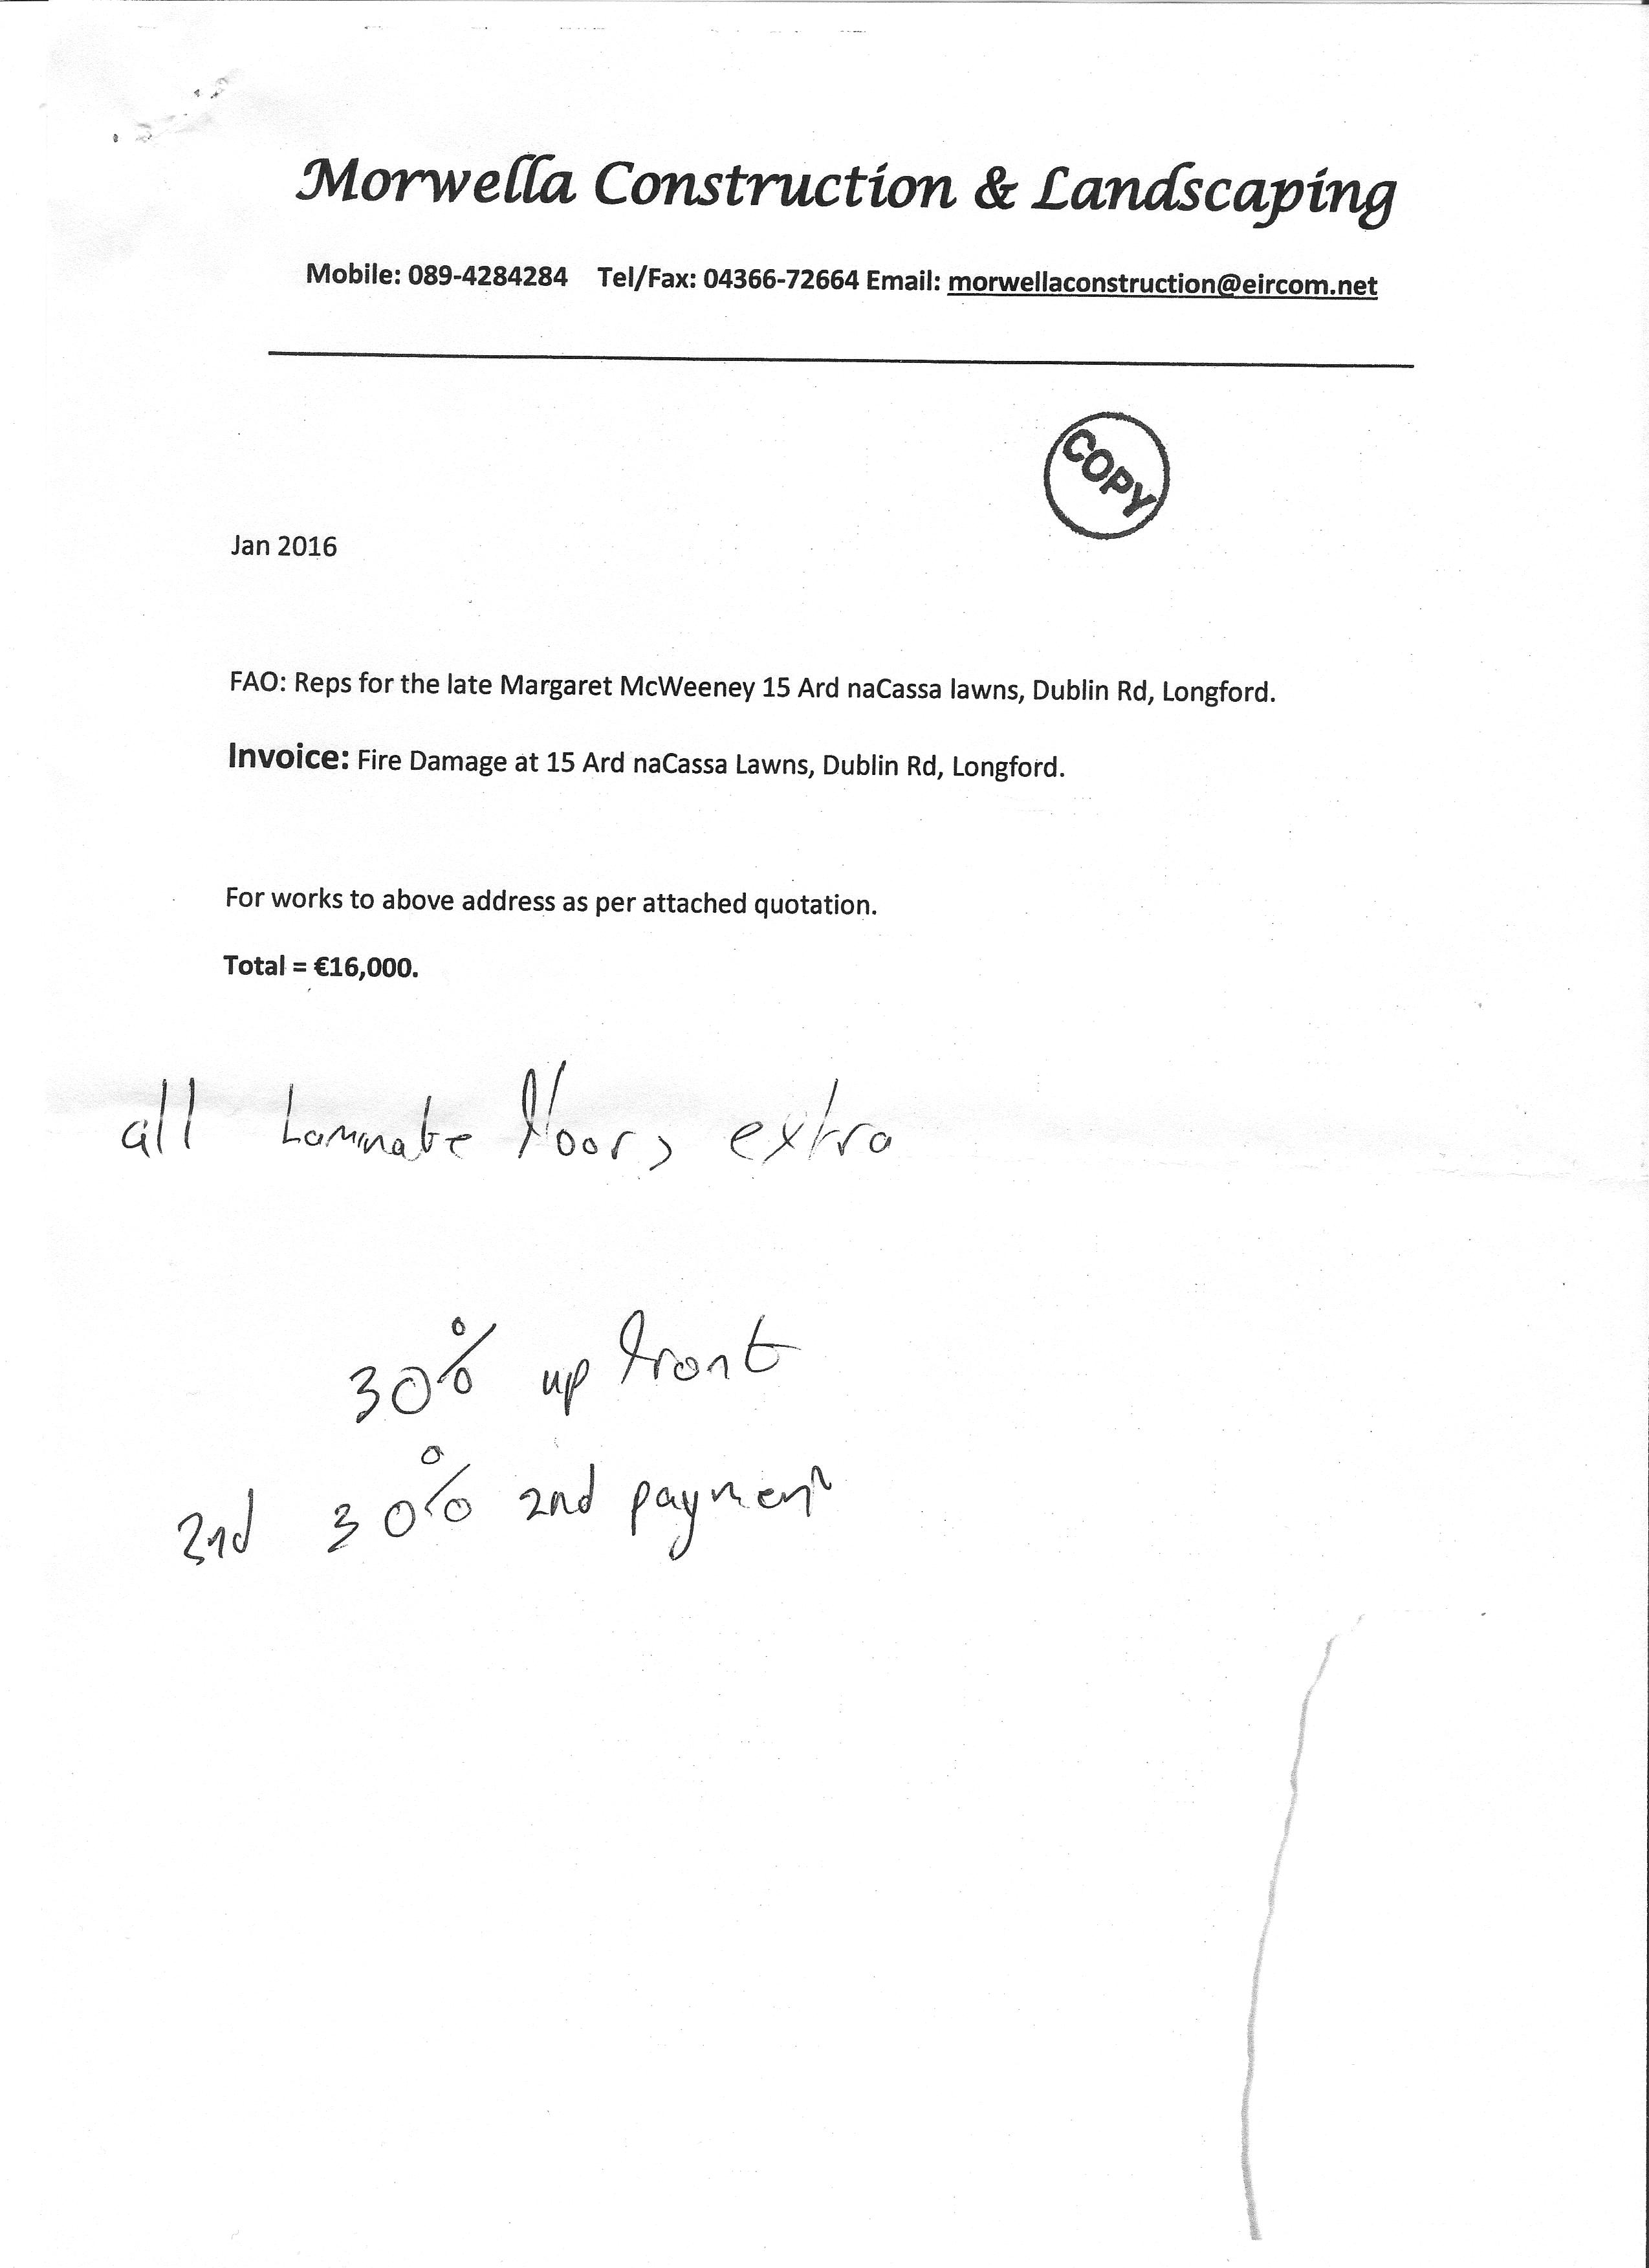 Morwella Construction & Landscaping
Mobile: 089-4284284 Tel/Fax: 04366-72664 Email: morwellaconstruction@eircom.net
COPY
Jan 2016
FAO: Reps for the late Margaret McWeeney 15 Ard naCassa lawns, Dublin Rd, Longford.
Invoice: Fire Damage at 15 Ard naCassa Lawns, Dublin Rd, Longford.
For works to above address as per attached quotation.
Total = €16,000.
all Laminate floors extra
30% up front
2nd 30% 2nd payment